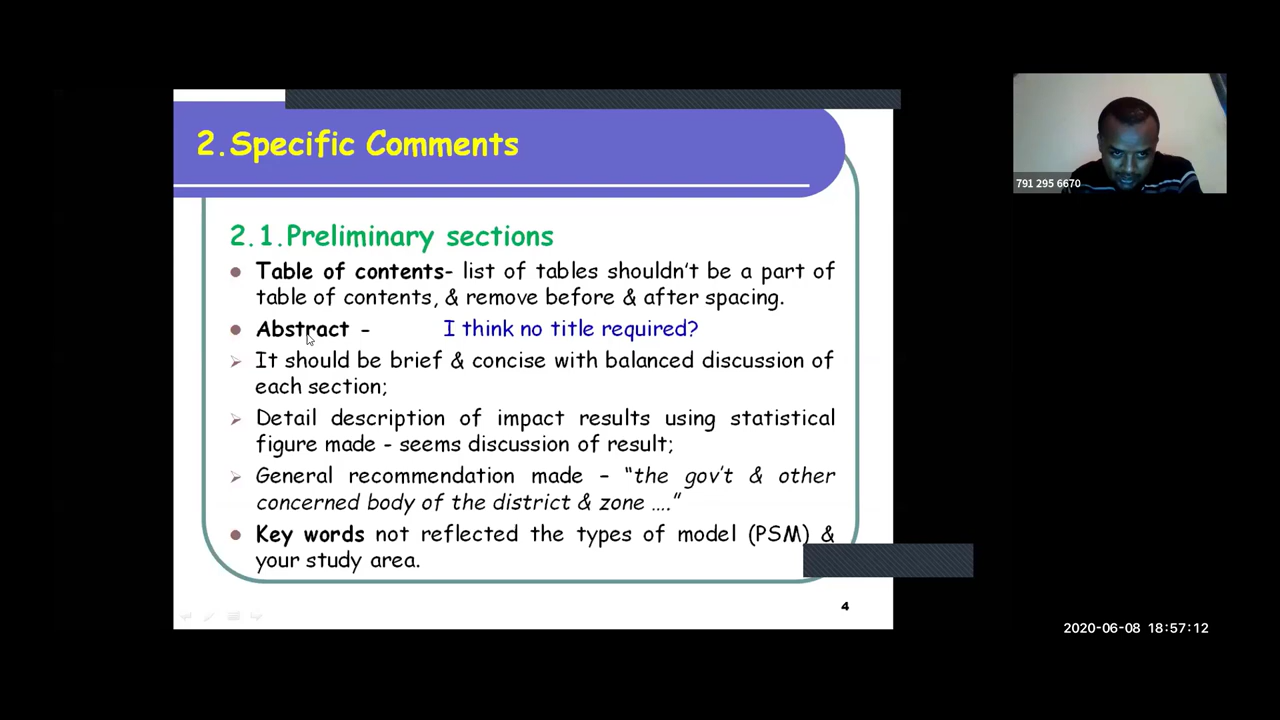 2.Specific Comments
791 295 6670
2.1.Preliminary sections
Table of contents- list of tables shouldn't be a part of
table of contents, & remove before & after spacing.
Abstract - I think no title required?
It should be brief & concise with balanced discussion of
each section;
Detail description of impact results using statistical
figure made - seems discussion of result;
General recommendation made – "the gov't & other
concerned body of the district & zone …."
Key words not reflected the types of model (PSM) &
your study area.
4
2020-06-08 18:57:12